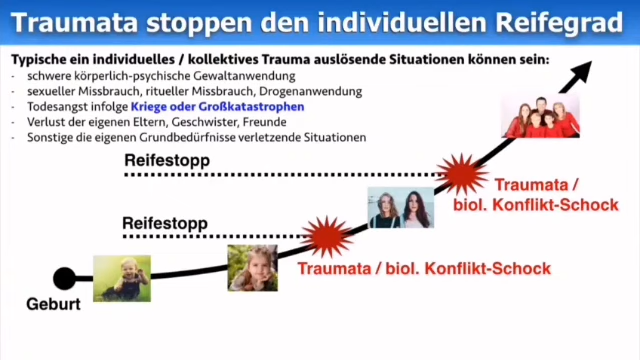 Traumata stoppen den individuellen Reifegrad
Typische ein individuelles / kollektives Trauma auslösende Situationen können sein:
- schwere körperlich-psychische Gewaltanwendung
- sexueller Missbrauch, ritueller Missbrauch, Drogenanwendung
- Todesangst infolge Kriege oder Großkatastrophen
- Verlust der eigenen Eltern, Geschwister, Freunde
- Sonstige die eigenen Grundbedürfnisse verletzende Situationen
Reifestopp
Traumata /
biol. Konflikt-Schock
Reifestopp
Traumata / biol. Konflikt-Schock
Geburt